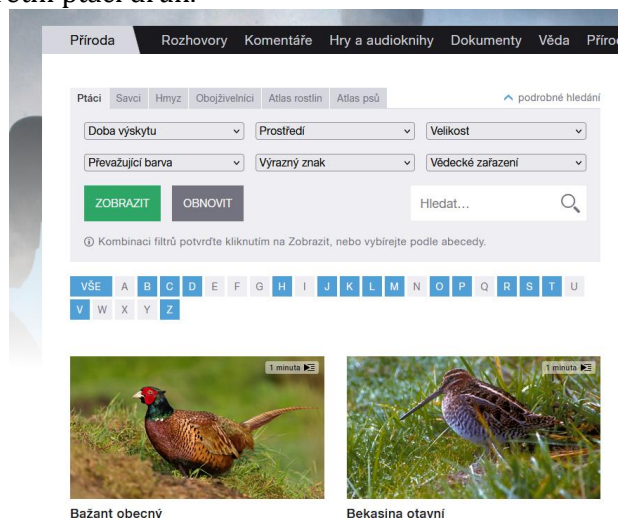 Příroda Rozhovory Komentáře Hry a audioknihy Dokumenty Věda
Ptáci Savci Hmyz Obojživelníci Atlas rostlin Atlas psů podrobné hledání
Doba výskytu Prostředí Velikost
Převažující barva Výrazný znak Vědecké zařazení
ZOBRAZIT OBNOVIT Hledat...
Kombinaci filtrů potvrďte kliknutím na Zobrazit, nebo vybírejte podle abecedy.
VŠE A B C D E F G H I J K L M N O P Q R S T U
V W X Y Z
1 minuta 1 minuta
Bažant obecný Bekasina otavní